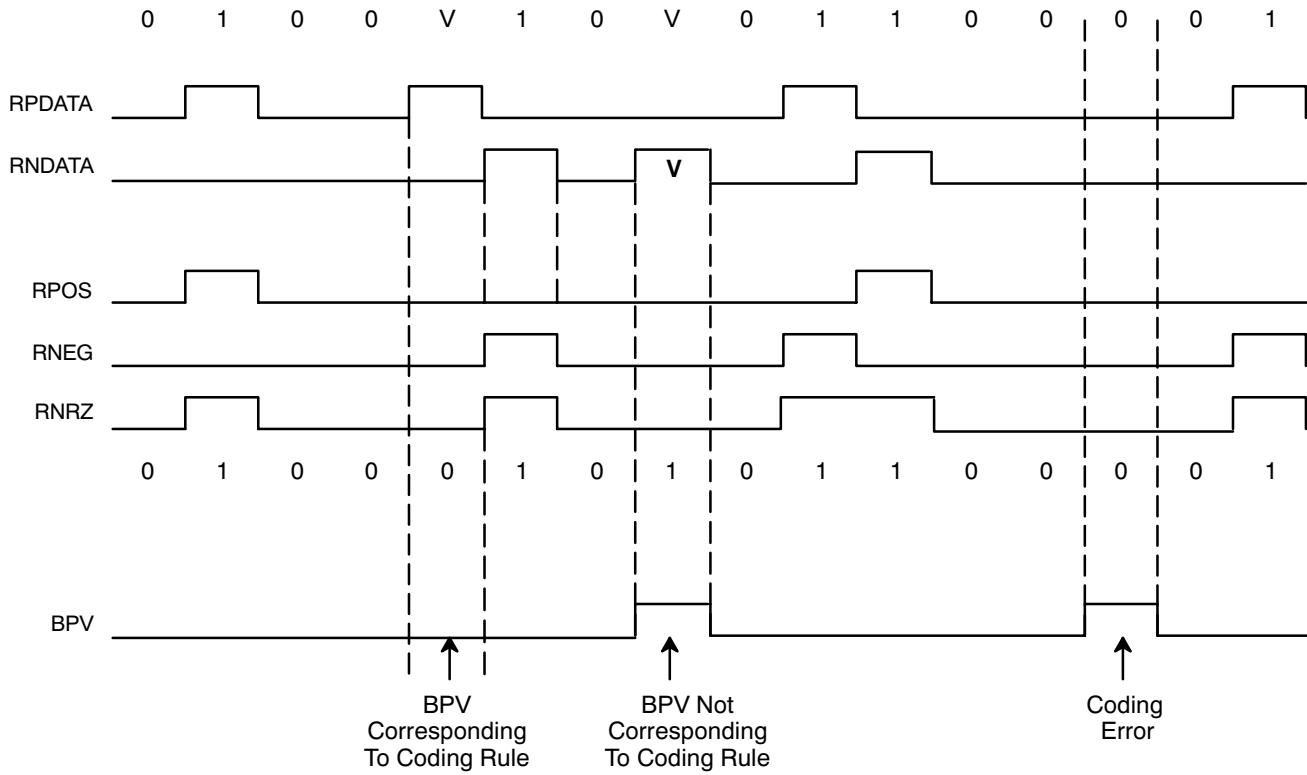 0 1 0 0 V 1 0 V 0 1 1 0 0 0 0 1
RPDATA
RNDATA
V
RPOS
RNEG
RNRZ
0 1 0 0 0 1 0 1 0 1 1 0 0 0 0 1
BPV
BPV
Corresponding
To Coding Rule
BPV Not
Corresponding
To Coding Rule
Coding
Error